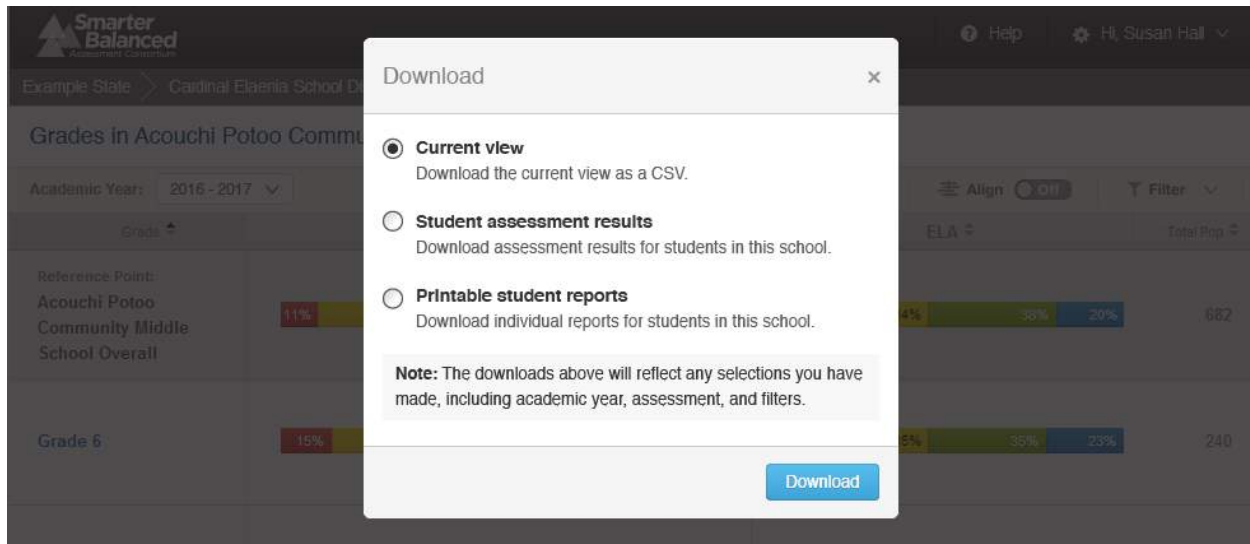 Smarter
Balanced
Assessment Consortium
Help
Hi, Susan Hall
Example State
Cardinal Elaenia School Di
Download
×
Grades in Acouchi Potoo Commu
Current view
Download the current view as a CSV.
Academic Year: 2016 - 2017
Align Off
Filter
Student assessment results
Download assessment results for students in this school.
Grade
ELA
Total Pop.
Printable student reports
Download individual reports for students in this school.
Reference Point:
Acouchi Potoo
Community Middle
School Overall
11%
4%
38%
20%
682
Note: The downloads above will reflect any selections you have
made, including academic year, assessment, and filters.
Grade 6
15%
35%
23%
240
Download